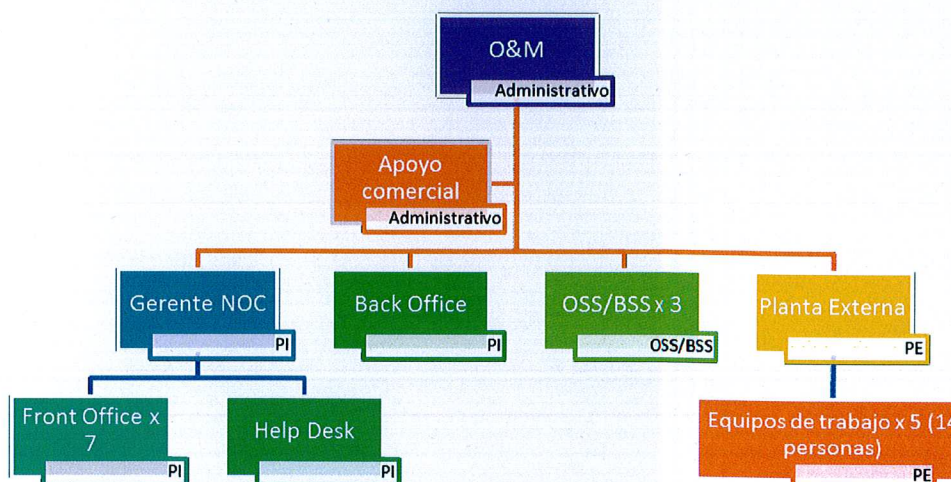 O&M
Administrativo
Apoyo
comercial
Administrativo
Gerente NOC
PI
Back Office
PI
OSS/BSS x 3
OSS/BSS
Planta Externa
PE
Front Office x
7
PI
Help Desk
PI
Equipos de trabajo x 5 (14
personas)
PE